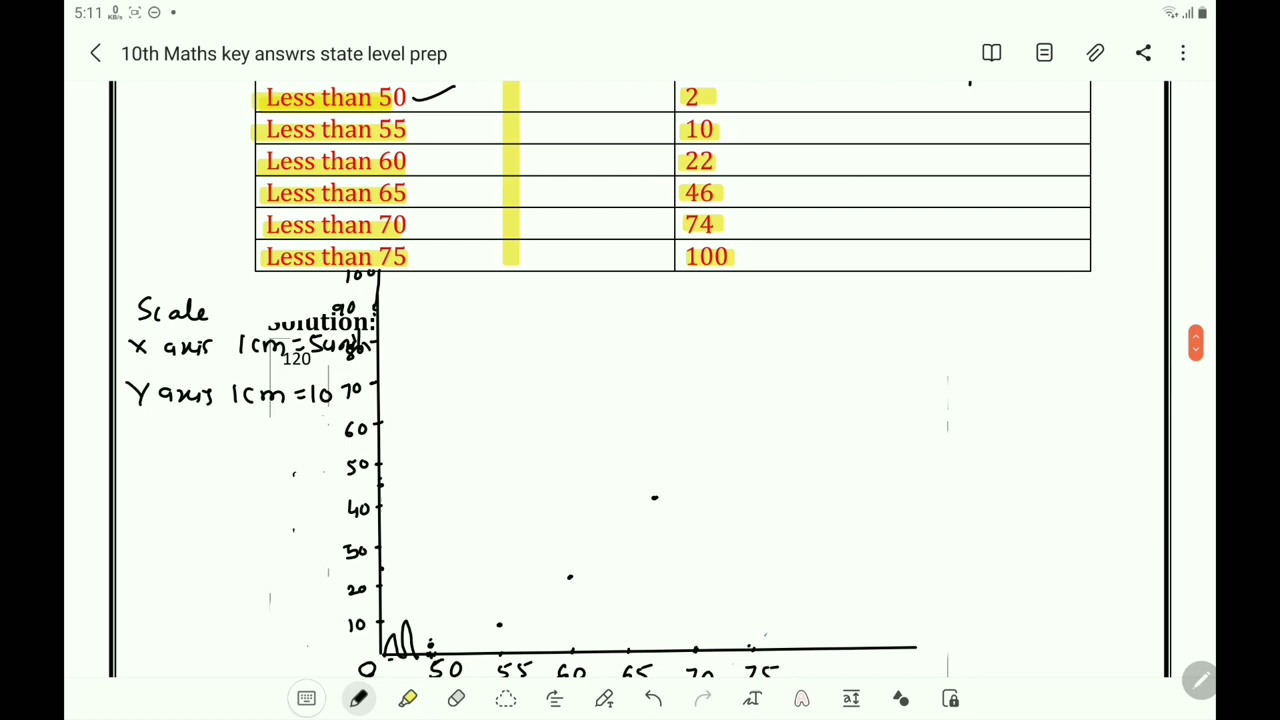 5:11 0 KB/s
10th Maths key answrs state level prep
Less than 50 2
Less than 55 10
Less than 60 22
Less than 65 46
Less than 70 74
Less than 75 100
Scale
Solution:
X axis 1cm =5
120
Y axis 1cm =10
100
90
80
70
60
50
40
30
20
10
0 50 55 60 65 70 75